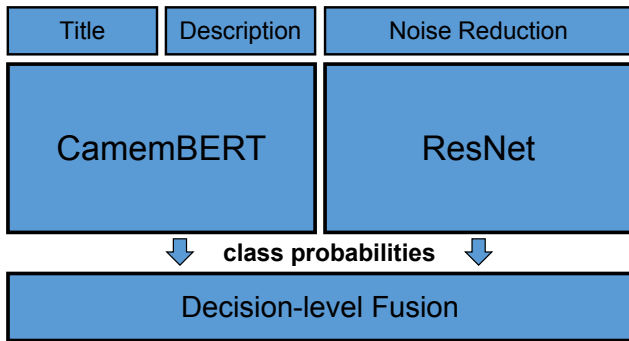 Title
Description
Noise Reduction
CamemBERT
ResNet
class probabilities
Decision-level Fusion